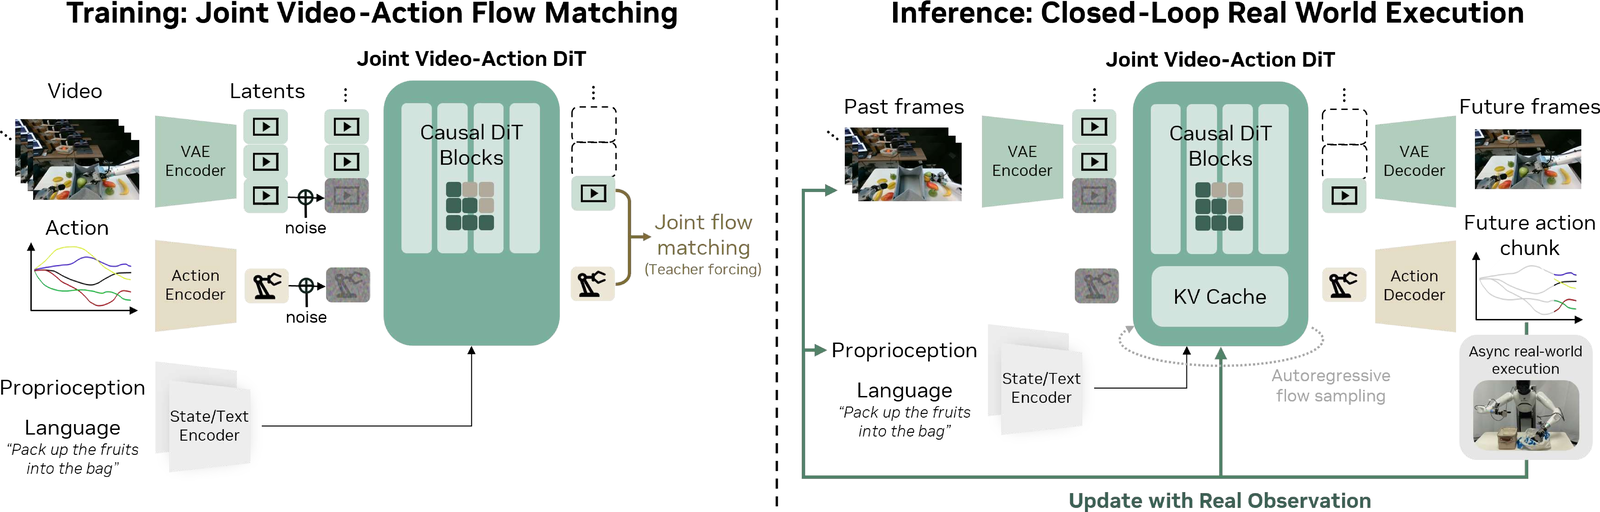 Training: Joint Video-Action Flow Matching
Joint Video-Action DiT
Video
Latents
VAE
Encoder
noise
Action
Action
Encoder
noise
Causal DiT
Blocks
Joint flow
matching
(Teacher forcing)
Proprioception
Language
“Pack up the fruits
into the bag”
State/Text
Encoder
Inference: Closed-Loop Real World Execution
Joint Video-Action DiT
Past frames
VAE
Encoder
Causal DiT
Blocks
KV Cache
VAE
Decoder
Future frames
Future action
chunk
Action
Decoder
Proprioception
Language
“Pack up the fruits
into the bag”
State/Text
Encoder
Autoregressive
flow sampling
Async real-world
execution
Update with Real Observation